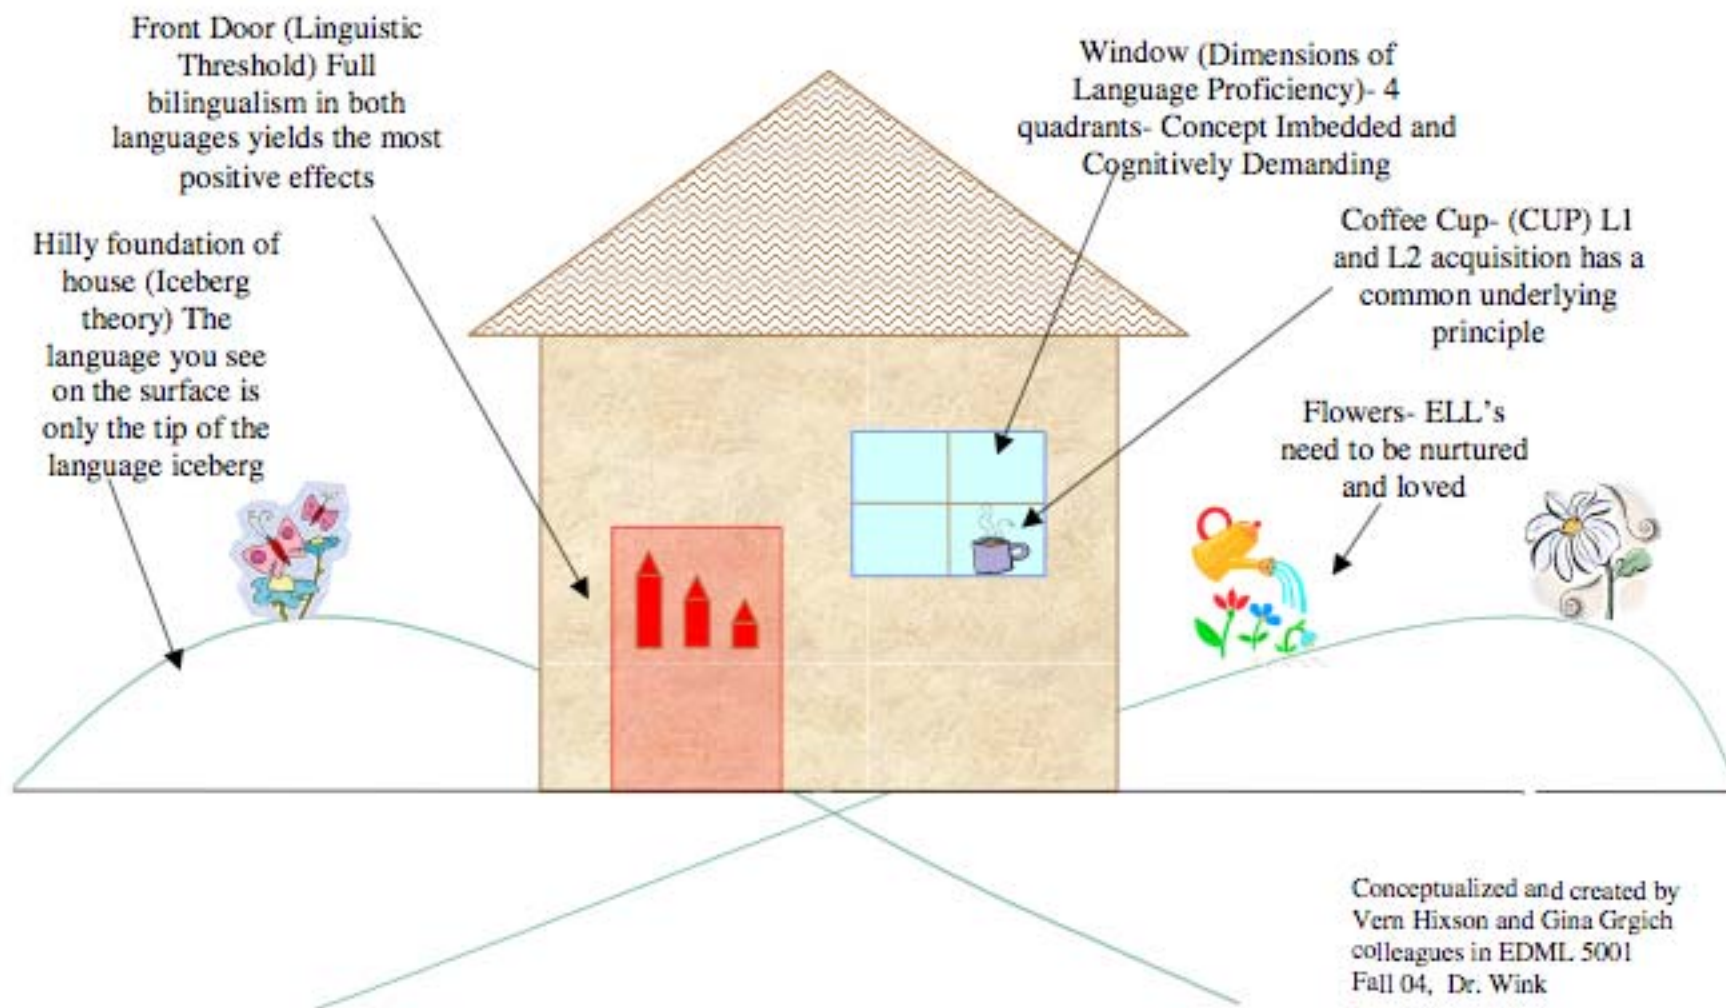 Front Door (Linguistic
Threshold) Full
bilingualism in both
languages yields the most
positive effects
Hilly foundation of
house (Iceberg
theory) The
language you see
on the surface is
only the tip of the
language iceberg
Window (Dimensions of
Language Proficiency)- 4
quadrants- Concept Imbedded and
Cognitively Demanding
Coffee Cup- (CUP) L1
and L2 acquisition has a
common underlying
principle
Flowers- ELL's
need to be nurtured
and loved
Conceptualized and created by
Vern Hixson and Gina Grgich
colleagues in EDML 5001
Fall 04, Dr. Wink